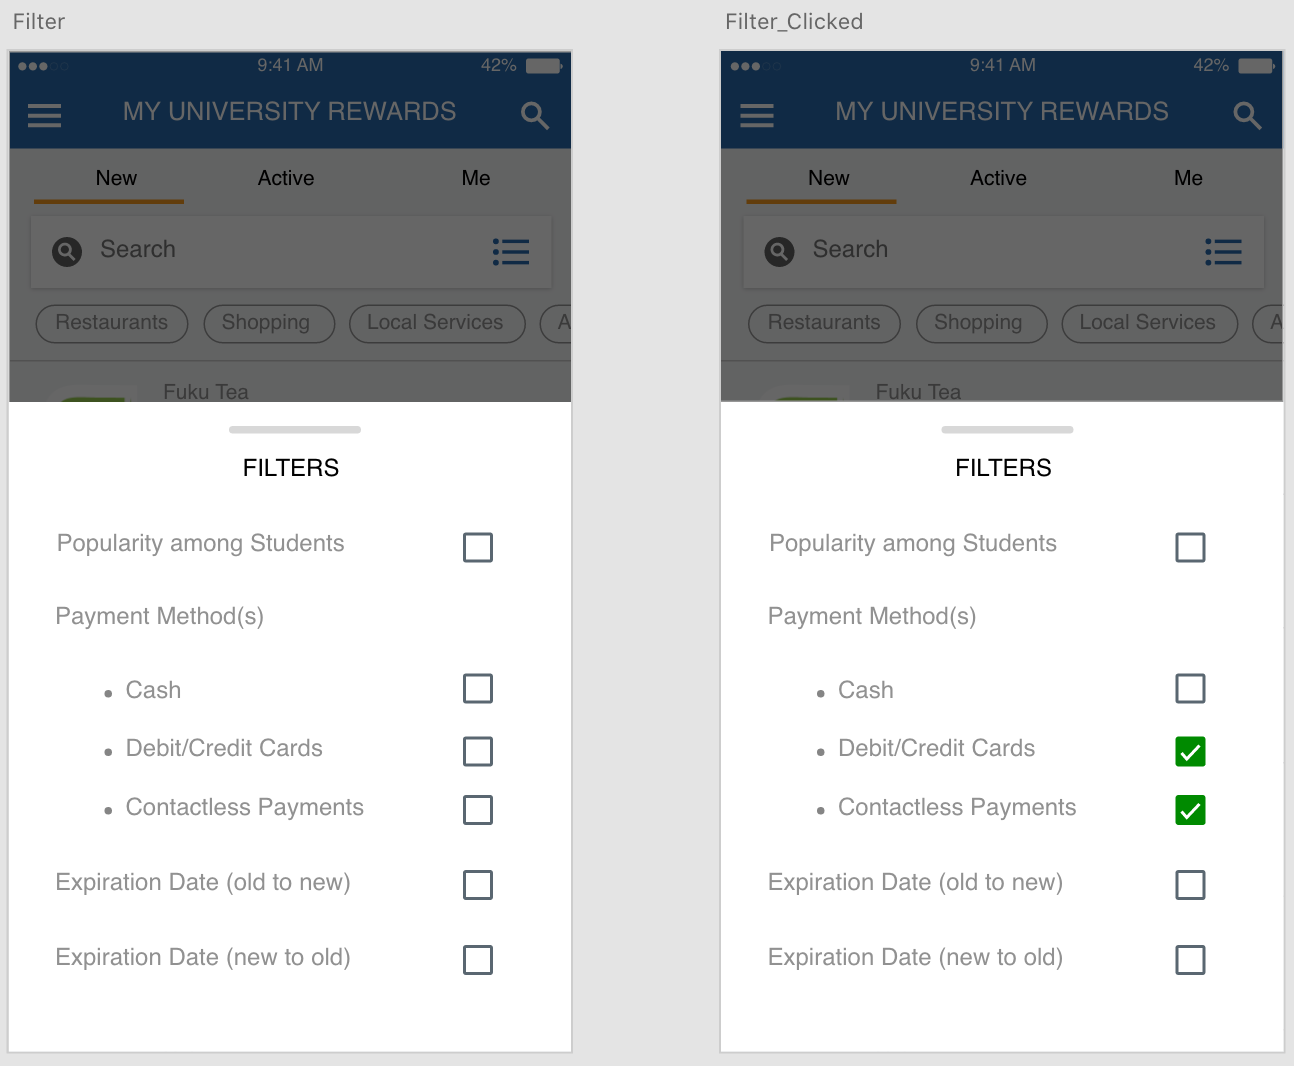 Filter
9:41 AM 42%
MY UNIVERSITY REWARDS
New Active Me
Search
Restaurants Shopping Local Services A
Fuku Tea
FILTERS
Popularity among Students
Payment Method(s)
• Cash
• Debit/Credit Cards
• Contactless Payments
Expiration Date (old to new)
Expiration Date (new to old)
Filter_Clicked
9:41 AM 42%
MY UNIVERSITY REWARDS
New Active Me
Search
Restaurants Shopping Local Services A
Fuku Tea
FILTERS
Popularity among Students
Payment Method(s)
• Cash
• Debit/Credit Cards
• Contactless Payments
Expiration Date (old to new)
Expiration Date (new to old)